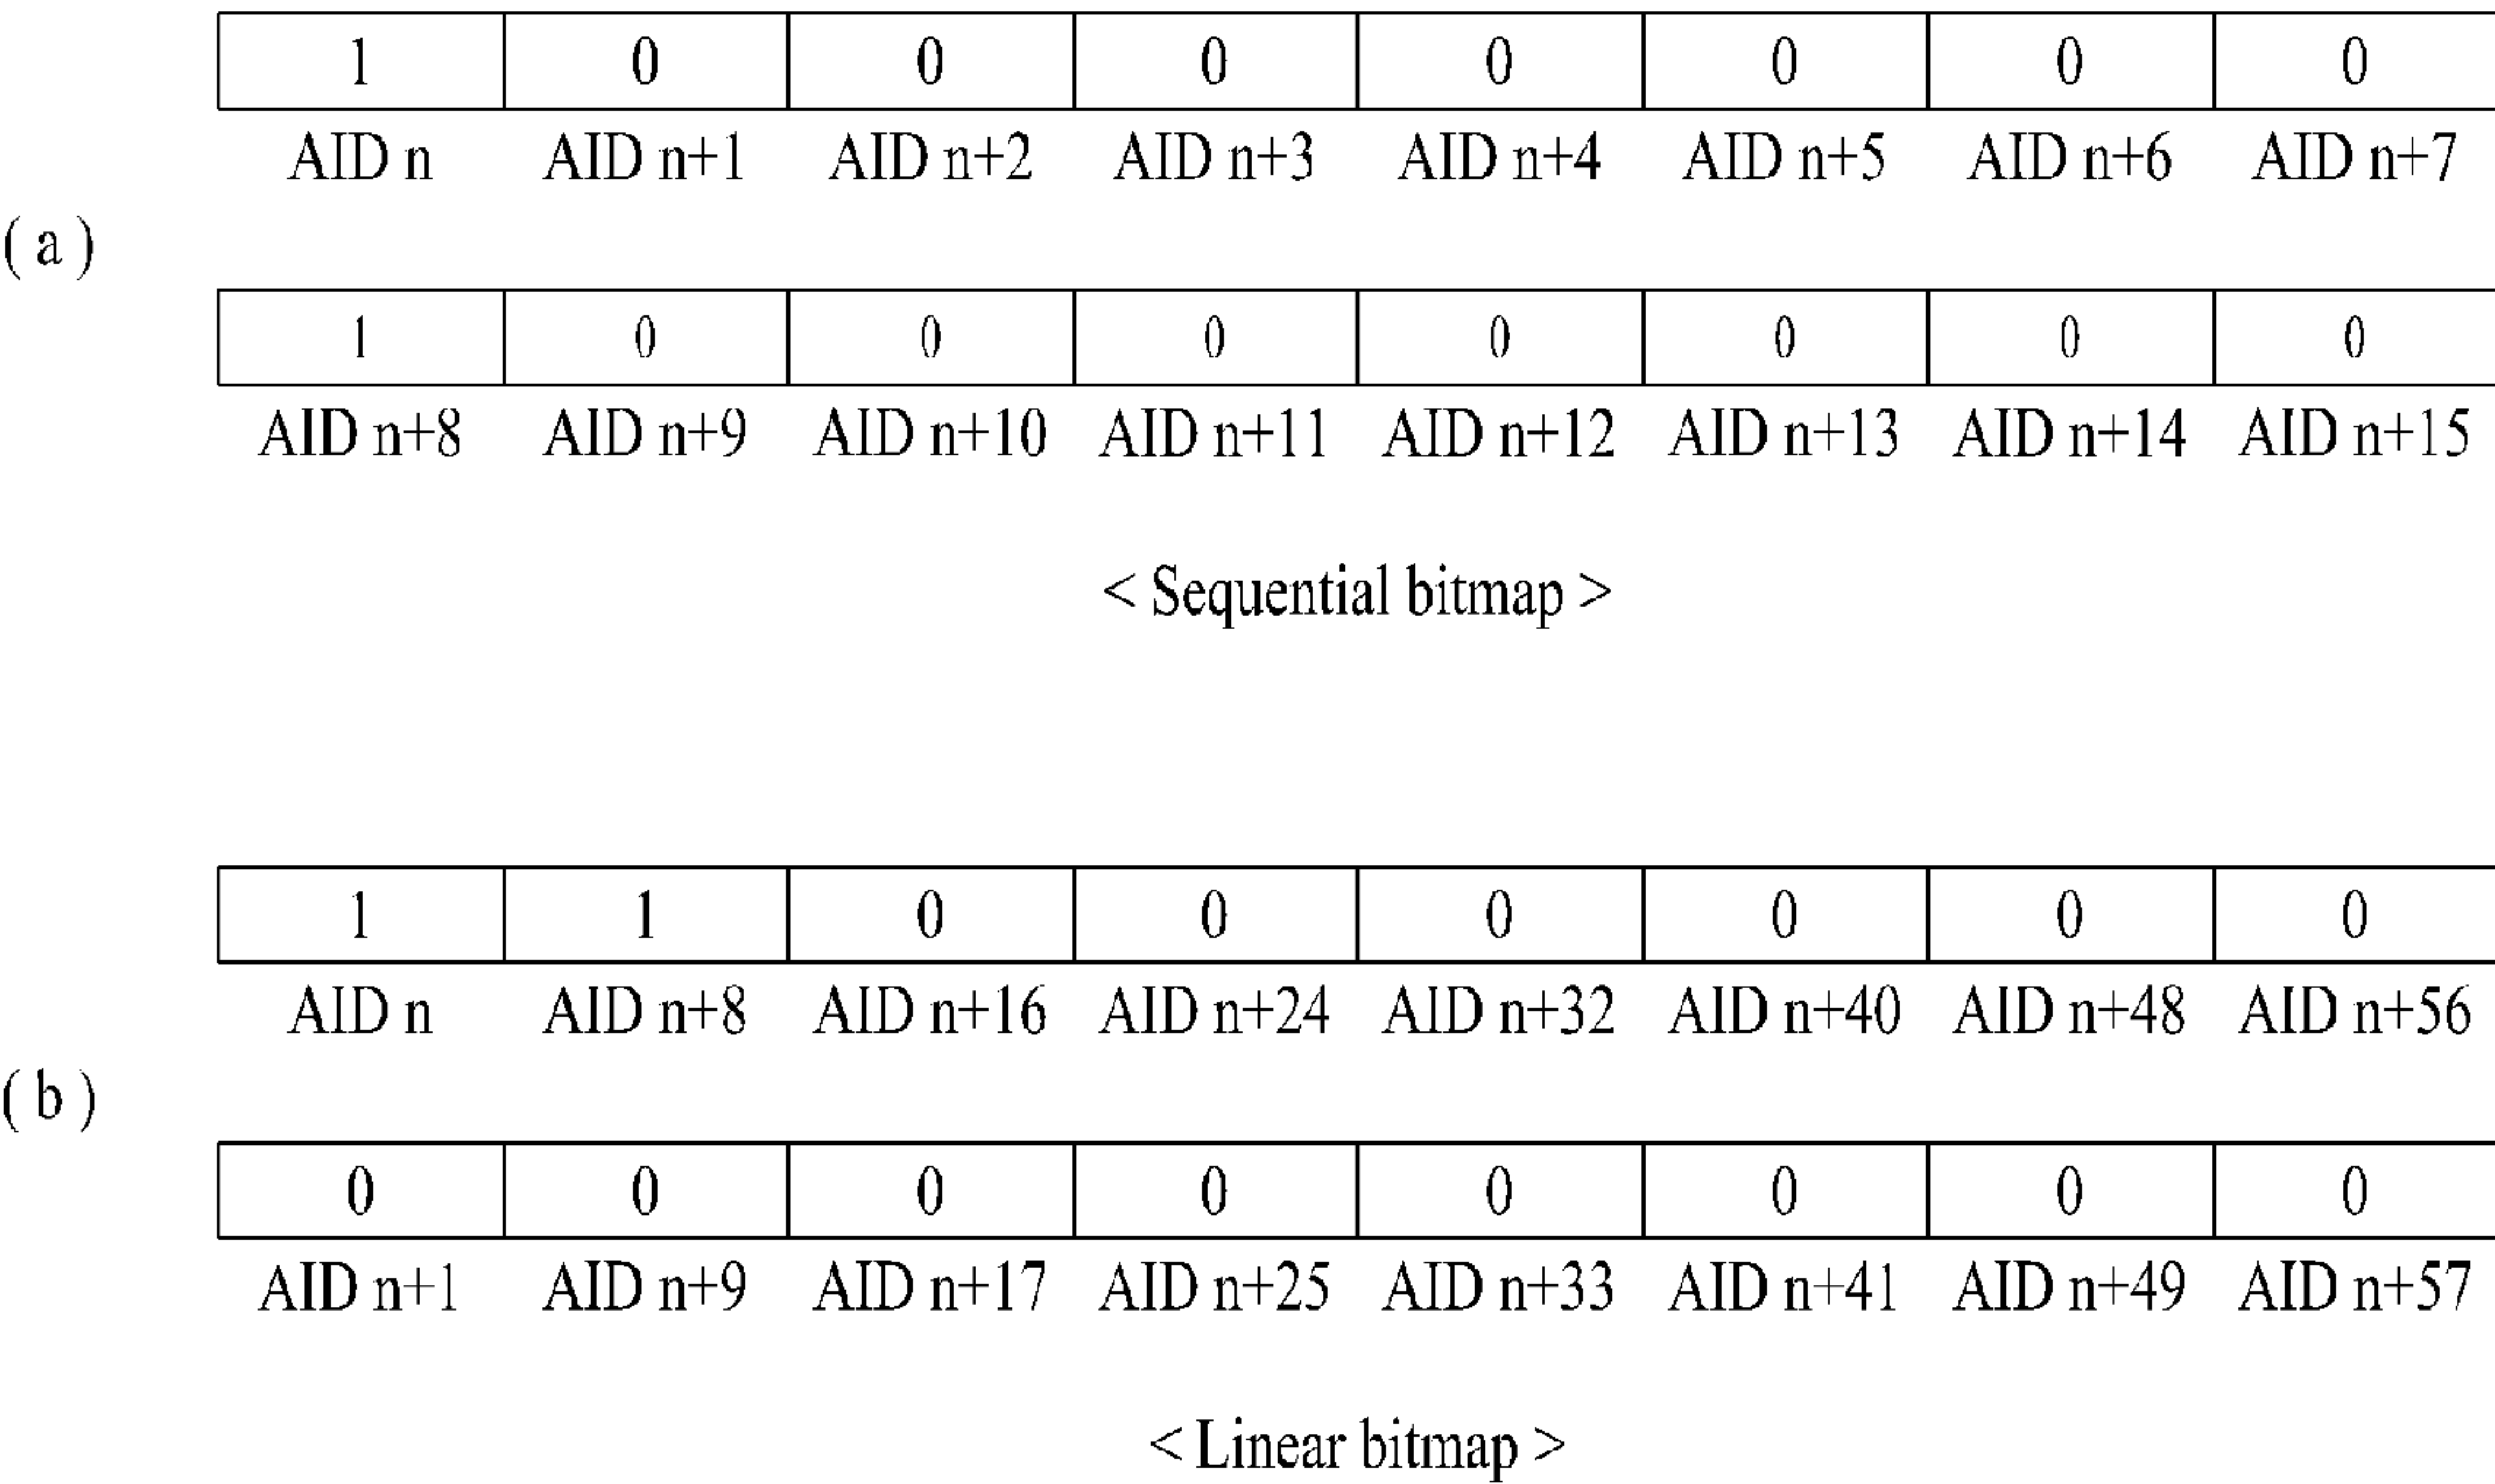 1 0 0 0 0 0 0 0
AID n AID n+1 AID n+2 AID n+3 AID n+4 AID n+5 AID n+6 AID n+7
( a )
1 0 0 0 0 0 0 0
AID n+8 AID n+9 AID n+10 AID n+11 AID n+12 AID n+13 AID n+14 AID n+15
< Sequential bitmap >
1 1 0 0 0 0 0 0
AID n AID n+8 AID n+16 AID n+24 AID n+32 AID n+40 AID n+48 AID n+56
( b )
0 0 0 0 0 0 0 0
AID n+1 AID n+9 AID n+17 AID n+25 AID n+33 AID n+41 AID n+49 AID n+57
< Linear bitmap >